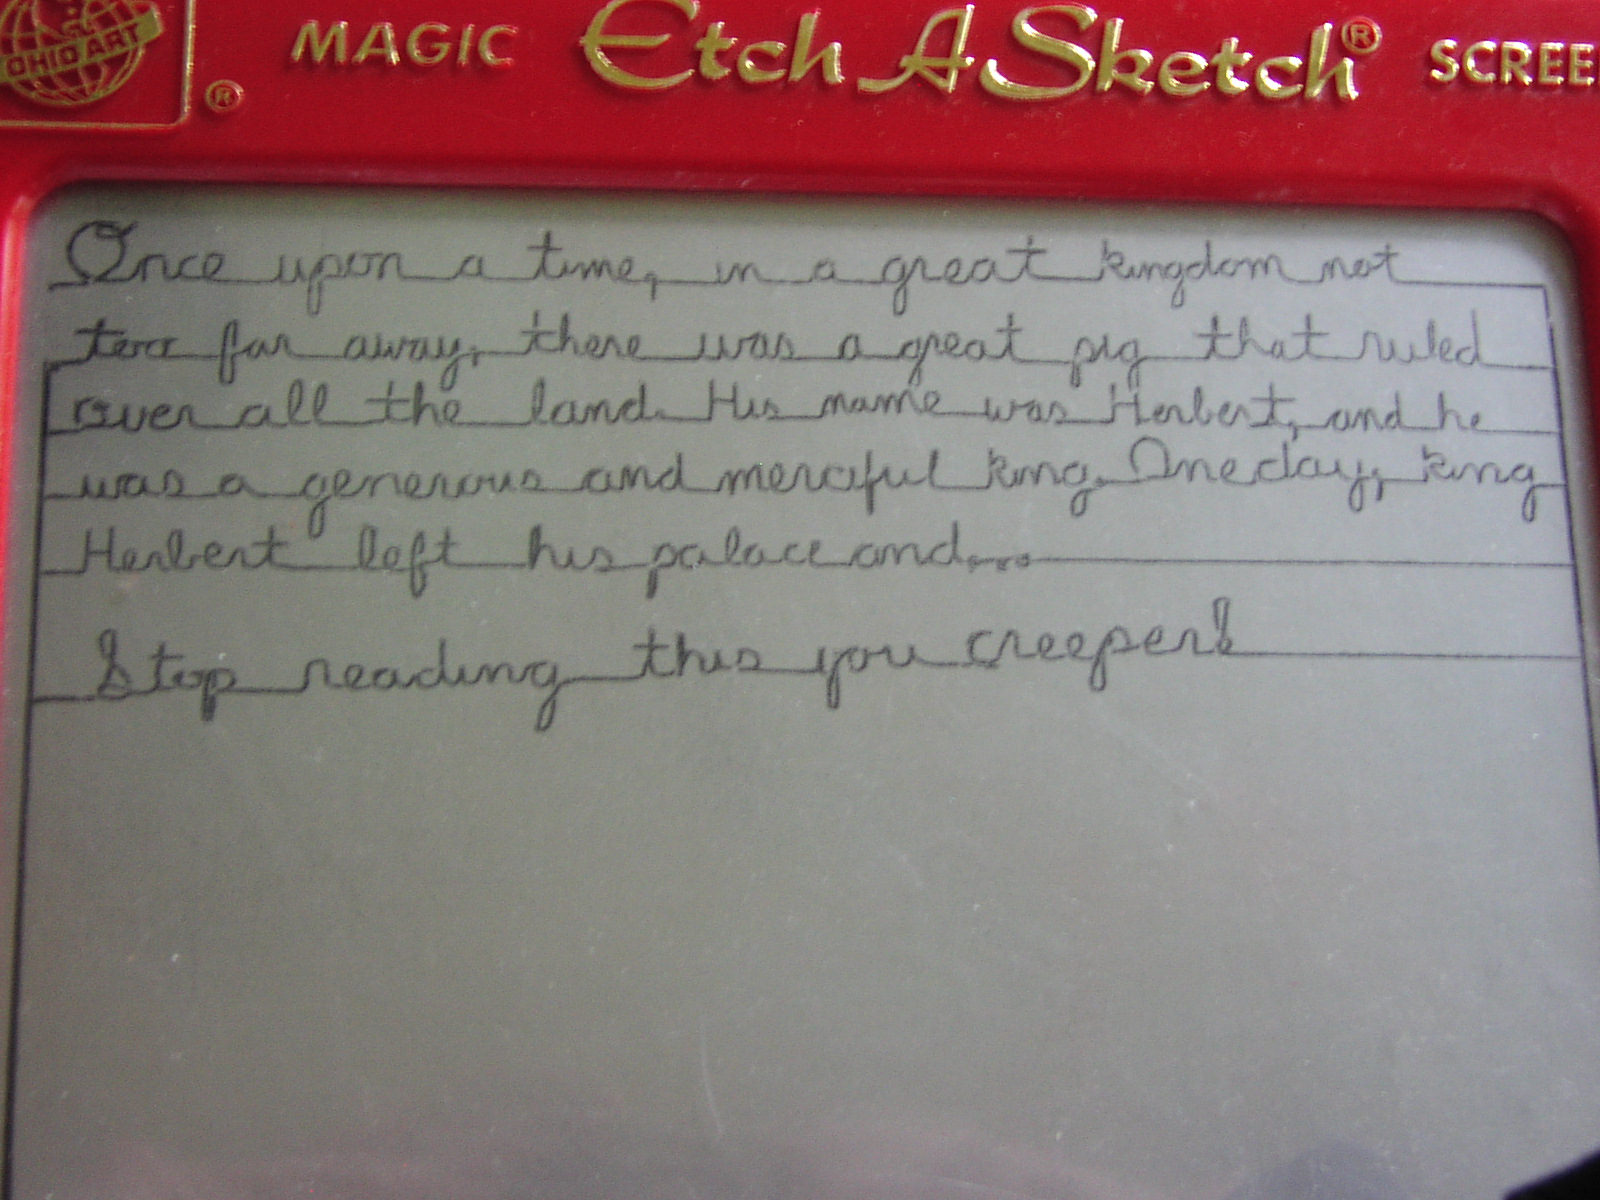 OHIO ART
®
MAGIC Etch A Sketch® SCREE
Once upon a time, in a great kingdom not
too far away, there was a great pig that ruled
over all the land. His name was Herbert, and he
was a generous and merciful king. One day, king
Herbert left his palace and...
Stop reading this you creeper!